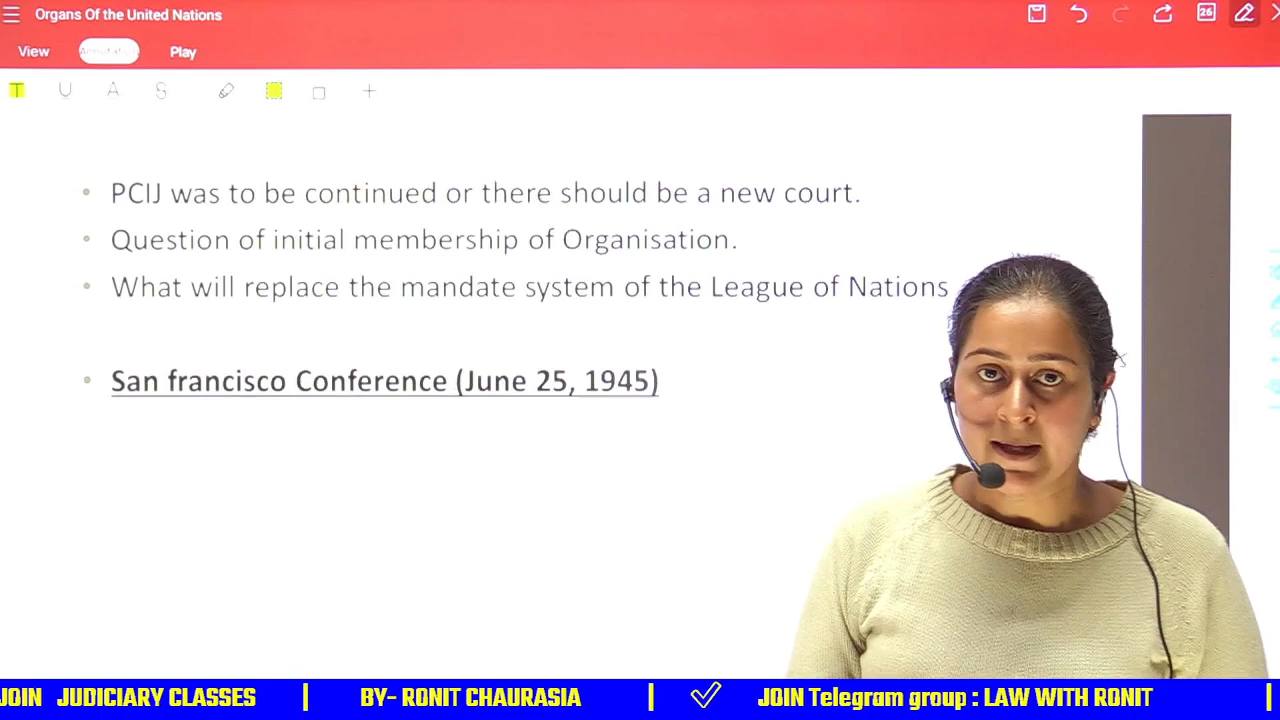 Organs Of the United Nations
26
View
Annotation
Play
T U A S
PCIJ was to be continued or there should be a new court.
Question of initial membership of Organisation.
What will replace the mandate system of the League of Nations
San francisco Conference (June 25, 1945)
JOIN JUDICIARY CLASSES | BY- RONIT CHAURASIA | JOIN Telegram group : LAW WITH RONIT |